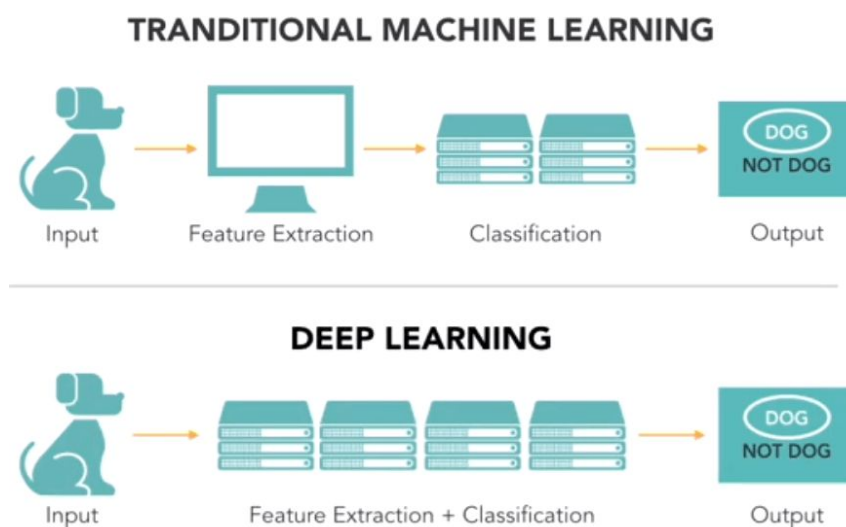 TRANDITIONAL MACHINE LEARNING
DOG
NOT DOG
Input
Feature Extraction
Classification
Output
DEEP LEARNING
DOG
NOT DOG
Input
Feature Extraction + Classification
Output